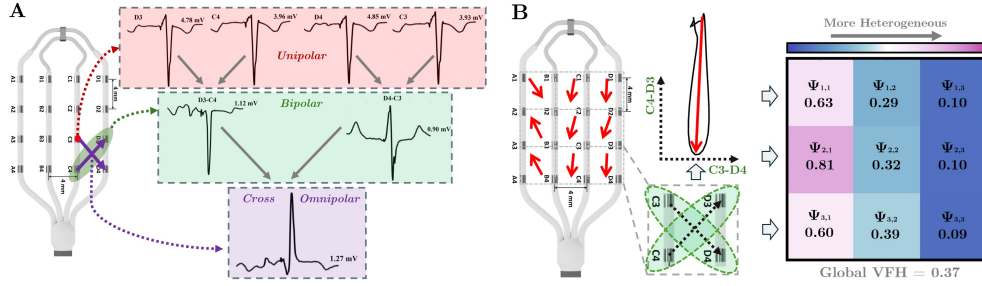 A
D3
4.78 mV
C4
3.96 mV
D4
4.85 mV
C3
3.93 mV
Unipolar
A1
B1
C1
D1
A2
B2
C2
D2
4 mm
Bipolar
D3-C4
1.12 mV
D4-C3
0.90 mV
A3
B3
C3
A4
B4
C4
4 mm
Cross Omnipolar
1.27 mV
B
A1
B1
C1
D1
4 mm
A2
B2
C2
D2
A3
B3
C3
D3
A4
B4
C4
D4
4 mm
C4-D3
C3-D4
C3
D3
C4
D4
More Heterogeneous
Ψ1,1
Ψ1,2
Ψ1,3
0.63
0.29
0.10
Ψ2,1
Ψ2,2
Ψ2,3
0.81
0.32
0.10
Ψ3,1
Ψ3,2
Ψ3,3
0.60
0.39
0.09
Global VFH = 0.37